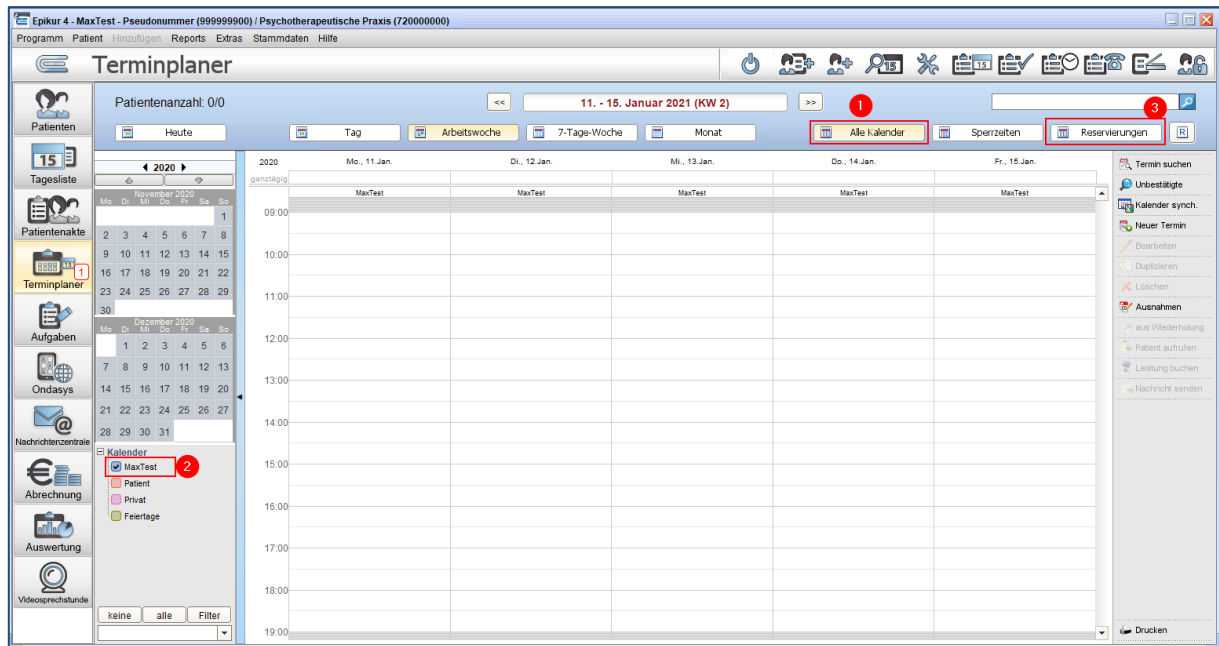 Epikur 4 - MaxTest - Pseudonummer (999999900) / Psychotherapeutische Praxis (720000000)
Programm Patient Hinzufügen Reports Extras Stammdaten Hilfe
Terminplaner
15
Patientenanzahl: 0/0
<<
11. - 15. Januar 2021 (KW 2)
>>
1
3
Heute
Tag
Arbeitswoche
7-Tage-Woche
Monat
Alle Kalender
Sperrzeiten
Reservierungen
R
Patienten
15
Tagesliste
Patientenakte
1
Terminplaner
Aufgaben
Ondasys
Nachrichtenzentrale
Abrechnung
Auswertung
Videosprechstunde
2020
November 2020
Mo Di Mi Do Fr Sa So
1
2 3 4 5 6 7 8
9 10 11 12 13 14 15
16 17 18 19 20 21 22
23 24 25 26 27 28 29
30
Dezember 2020
Mo Di Mi Do Fr Sa So
1 2 3 4 5 6
7 8 9 10 11 12 13
14 15 16 17 18 19 20
21 22 23 24 25 26 27
28 29 30 31
Kalender
MaxTest
2
Patient
Privat
Feiertage
keine alle Filter
2020 Mo., 11.Jan. Di., 12.Jan. Mi., 13.Jan. Do., 14.Jan. Fr., 15.Jan.
ganztägig
MaxTest MaxTest MaxTest MaxTest MaxTest
09:00
10:00
11:00
12:00
13:00
14:00
15:00
16:00
17:00
18:00
19:00
Termin suchen
Unbestätigte
Kalender synch.
Neuer Termin
Bearbeiten
Duplizieren
Löschen
Ausnahmen
aus Wiederholung
Patient aufrufen
Leistung buchen
Nachricht senden
Drucken